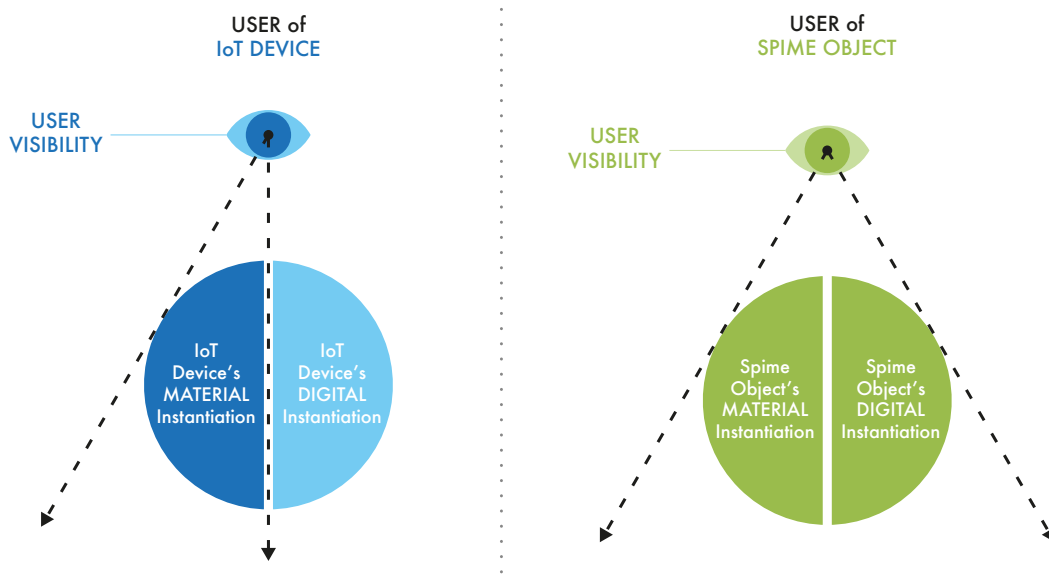 USER of
IoT DEVICE
USER
VISIBILITY
IoT
Device's
MATERIAL
Instantiation
IoT
Device's
DIGITAL
Instantiation
USER of
SPIME OBJECT
USER
VISIBILITY
Spime
Object's
MATERIAL
Instantiation
Spime
Object's
DIGITAL
Instantiation